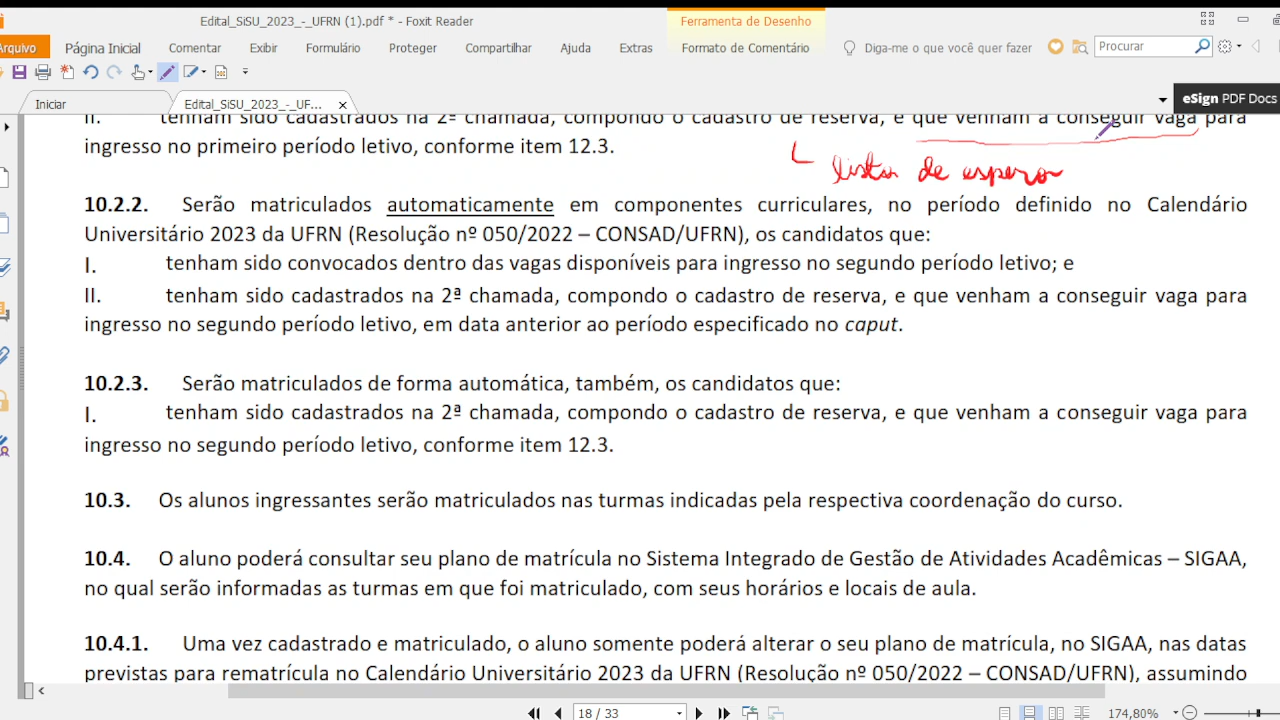 Edital_SiSU_2023_-_UFRN (1).pdf * - Foxit Reader
Ferramenta de Desenho
Arquivo Página Inicial Comentar Exibir Formulário Proteger Compartilhar Ajuda Extras Formato de Comentário Diga-me o que você quer fazer Procurar
Iniciar Edital_SiSU_2023_-_UF... eSign PDF Docs
II. tenham sido cadastrados na 2ª chamada, compondo o cadastro de reserva, e que venham a conseguir vaga para
ingresso no primeiro período letivo, conforme item 12.3.
lista de espera
10.2.2. Serão matriculados automaticamente em componentes curriculares, no período definido no Calendário
Universitário 2023 da UFRN (Resolução nº 050/2022 – CONSAD/UFRN), os candidatos que:
I. tenham sido convocados dentro das vagas disponíveis para ingresso no segundo período letivo; e
II. tenham sido cadastrados na 2ª chamada, compondo o cadastro de reserva, e que venham a conseguir vaga para
ingresso no segundo período letivo, em data anterior ao período especificado no caput.
10.2.3. Serão matriculados de forma automática, também, os candidatos que:
I. tenham sido cadastrados na 2ª chamada, compondo o cadastro de reserva, e que venham a conseguir vaga para
ingresso no segundo período letivo, conforme item 12.3.
10.3. Os alunos ingressantes serão matriculados nas turmas indicadas pela respectiva coordenação do curso.
10.4. O aluno poderá consultar seu plano de matrícula no Sistema Integrado de Gestão de Atividades Acadêmicas – SIGAA,
no qual serão informadas as turmas em que foi matriculado, com seus horários e locais de aula.
10.4.1. Uma vez cadastrado e matriculado, o aluno somente poderá alterar o seu plano de matrícula, no SIGAA, nas datas
previstas para rematrícula no Calendário Universitário 2023 da UFRN (Resolução nº 050/2022 – CONSAD/UFRN), assumindo
18 / 33 174,80%